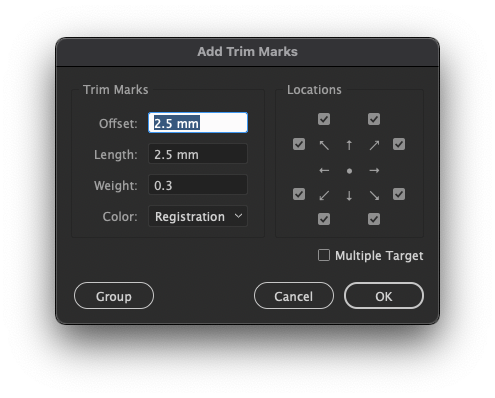 Add Trim Marks
Trim Marks
Offset: 2.5 mm
Length: 2.5 mm
Weight: 0.3
Color: Registration
Locations
Multiple Target
Group
Cancel
OK